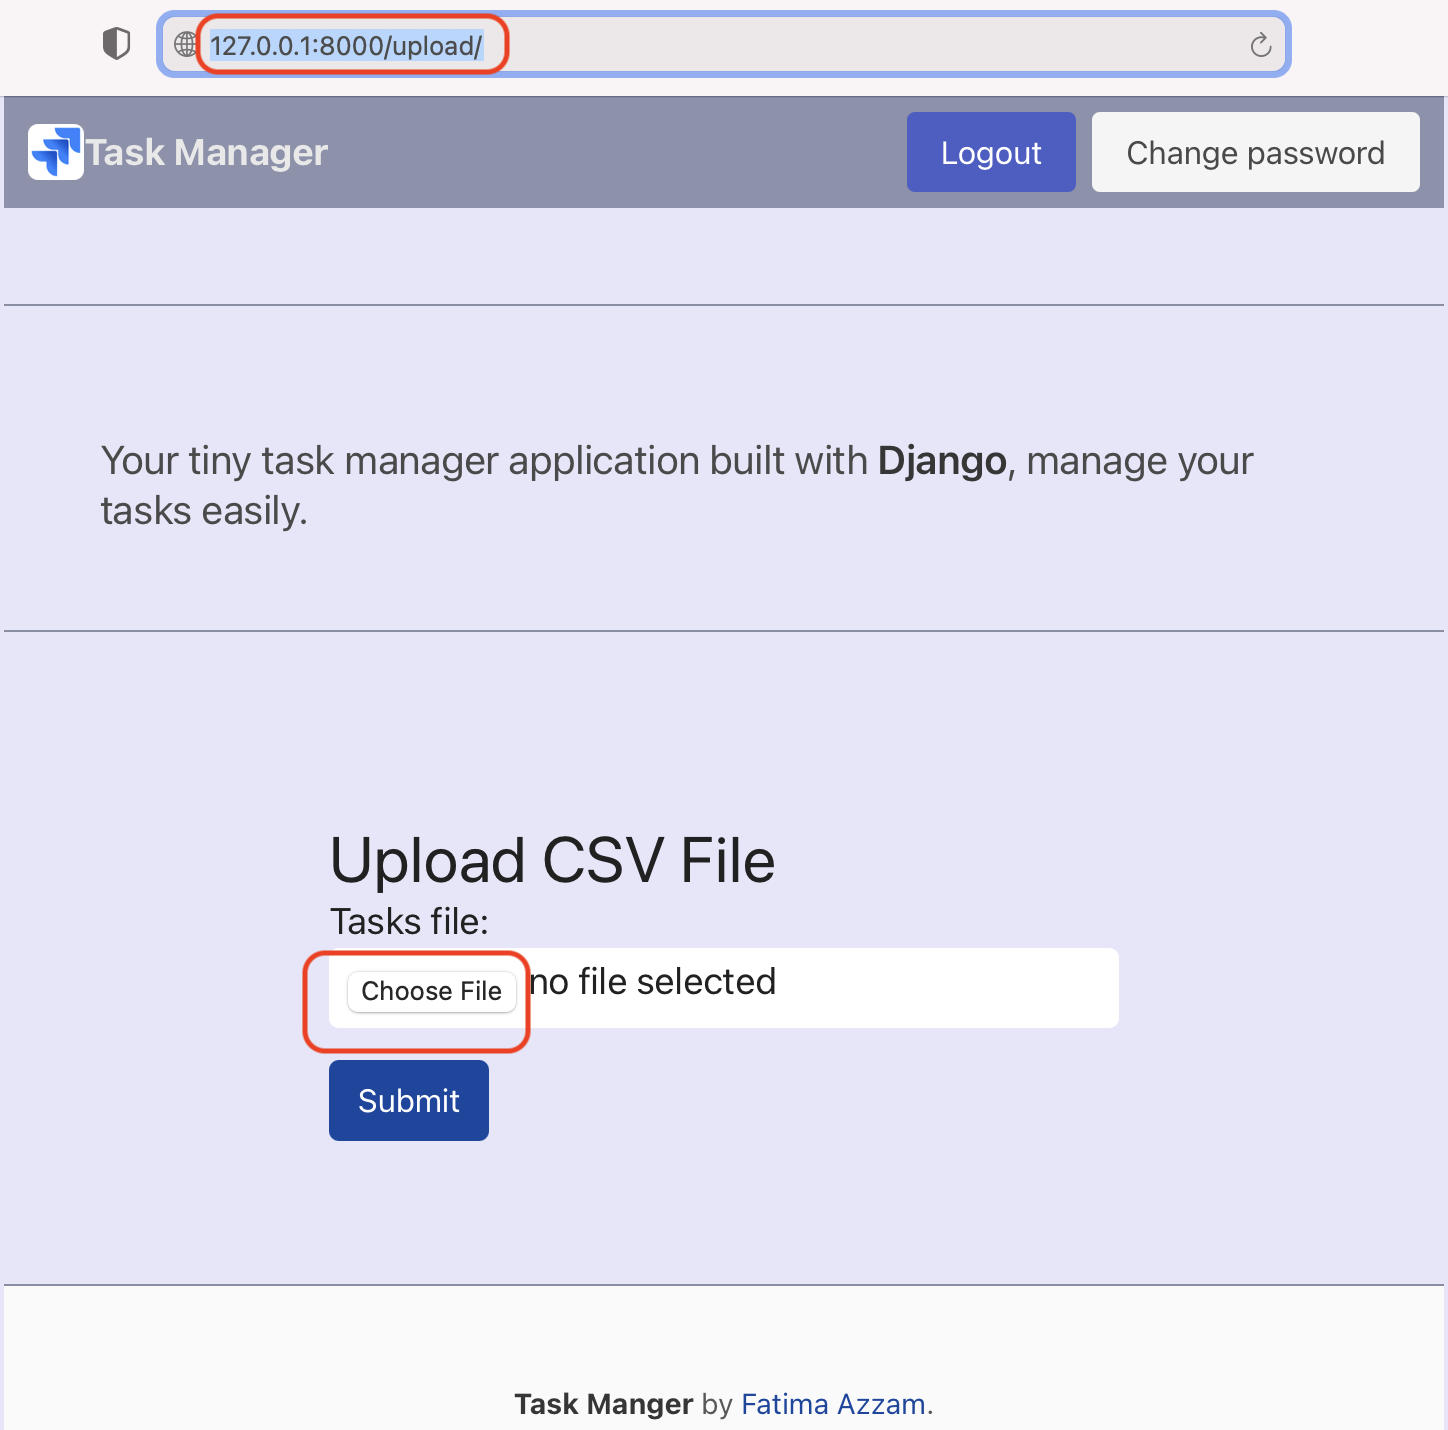 127.0.0.1:8000/upload/
Task Manager
Logout
Change password
Your tiny task manager application built with Django, manage your
tasks easily.
Upload CSV File
Tasks file:
Choose File no file selected
Submit
Task Manger by Fatima Azzam.